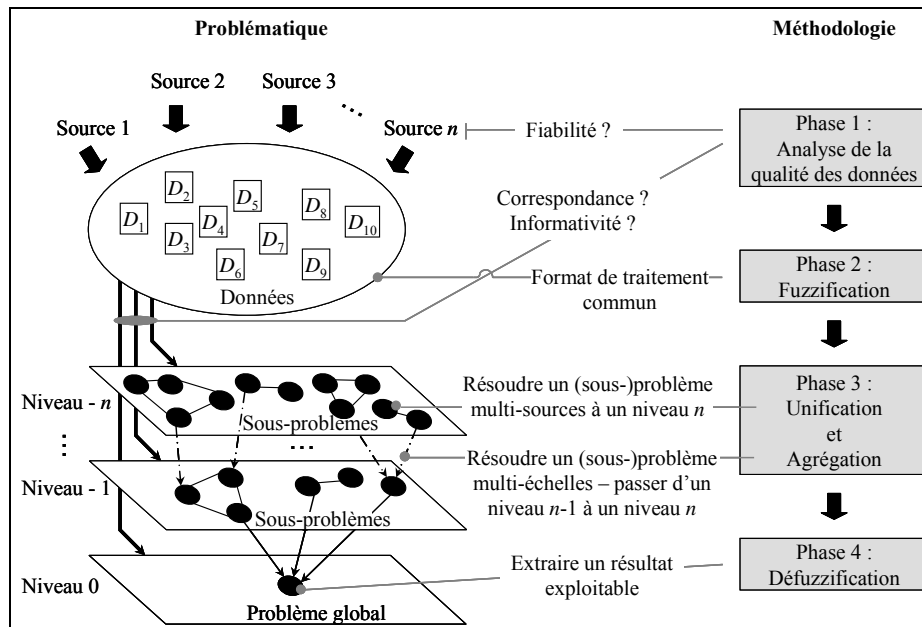 Problématique
Méthodologie
Source 1
Source 2
Source 3
...
Source n
Fiabilité ?
Phase 1 :
Analyse de la
qualité des données
D1
D2
D3
D4
D5
D6
D7
D8
D9
D10
Données
Correspondance ?
Informativité ?
Format de traitement
commun
Phase 2 :
Fuzzification
Niveau - n
Sous-problèmes
Résoudre un (sous-)problème
multi-sources à un niveau n
Phase 3 :
Unification
et
Agrégation
...
...
Niveau - 1
Sous-problèmes
Résoudre un (sous-)problème
multi-échelles – passer d'un
niveau n-1 à un niveau n
Niveau 0
Problème global
Extraire un résultat
exploitable
Phase 4 :
Défuzzification